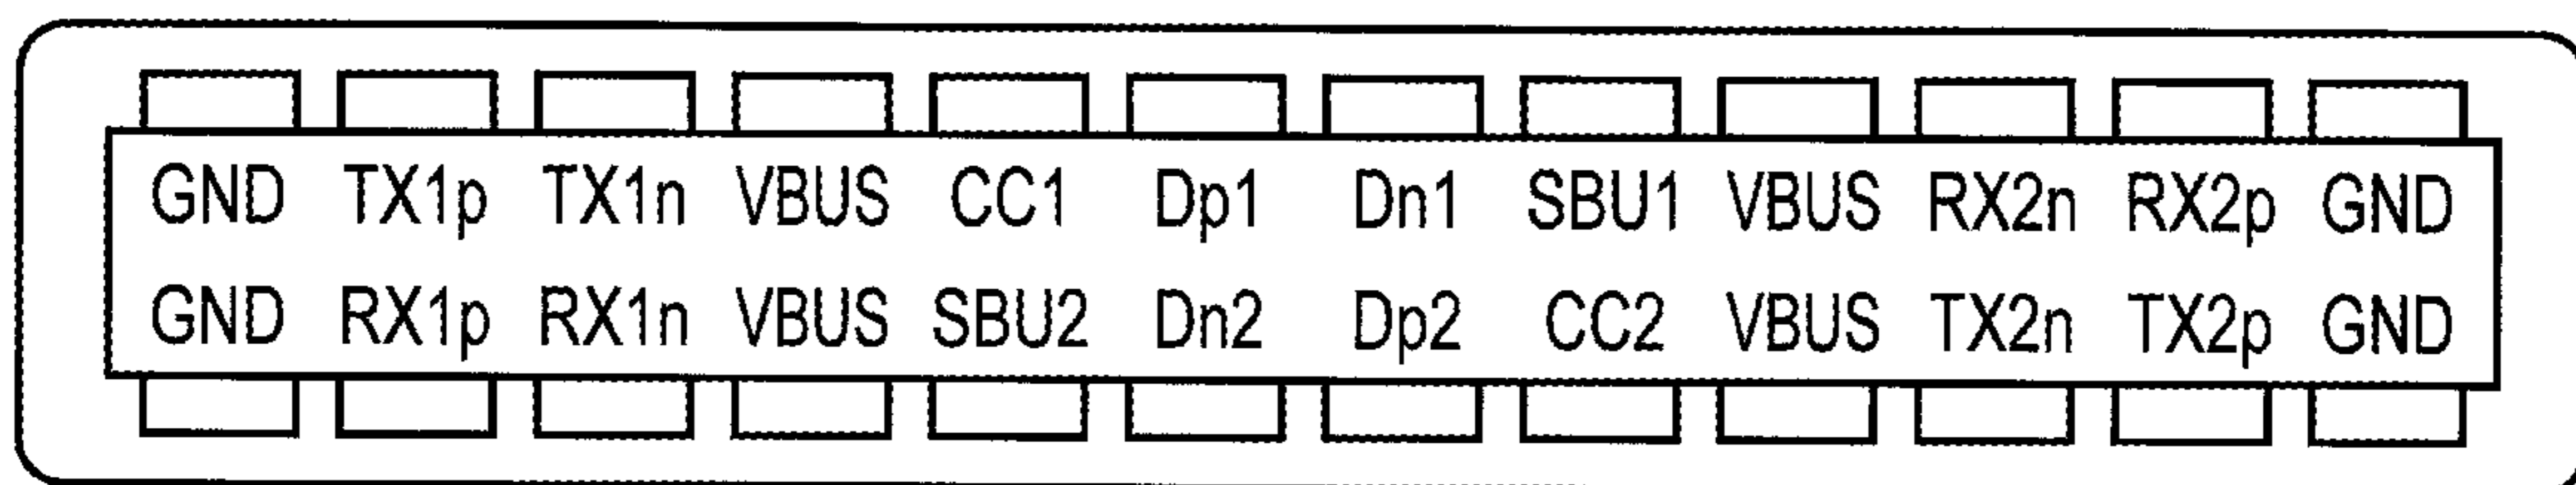 GND TX1p TX1n VBUS CC1 Dp1 Dn1 SBU1 VBUS RX2n RX2p GND
GND RX1p RX1n VBUS SBU2 Dn2 Dp2 CC2 VBUS TX2n TX2p GND